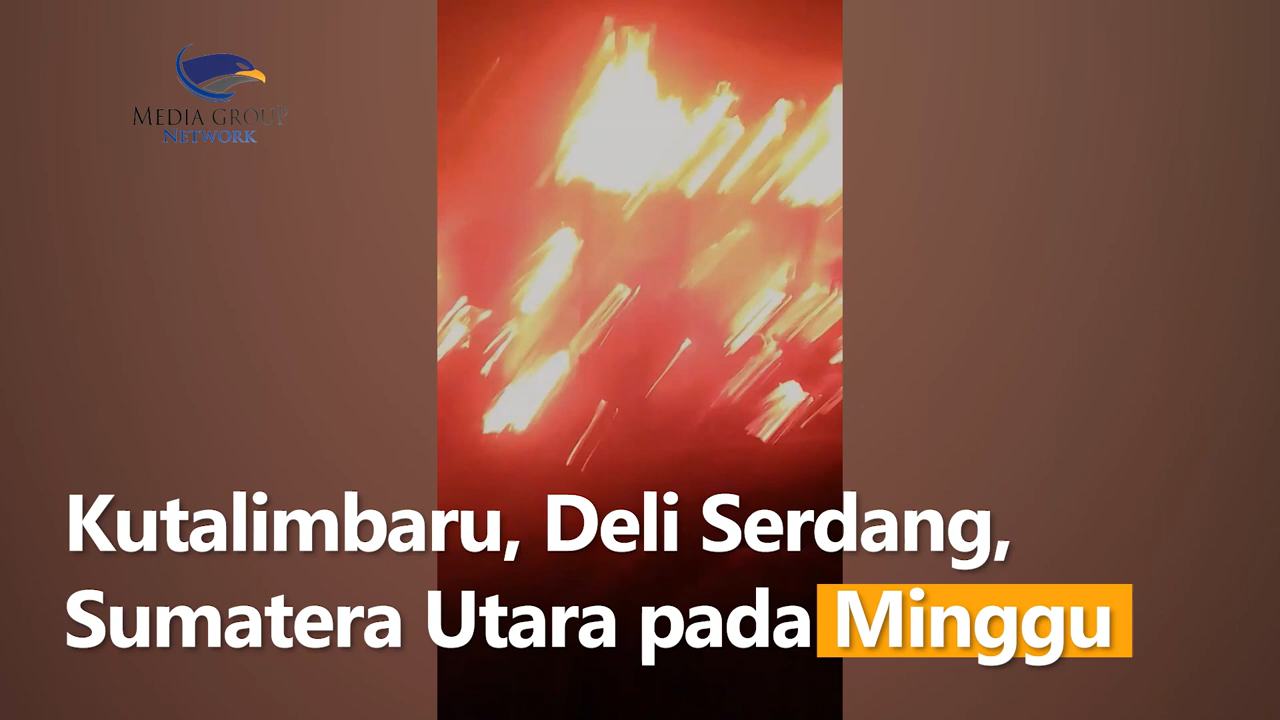 MEDIA GROUP
NETWORK
Kutalimbaru, Deli Serdang,
Sumatera Utara pada Minggu